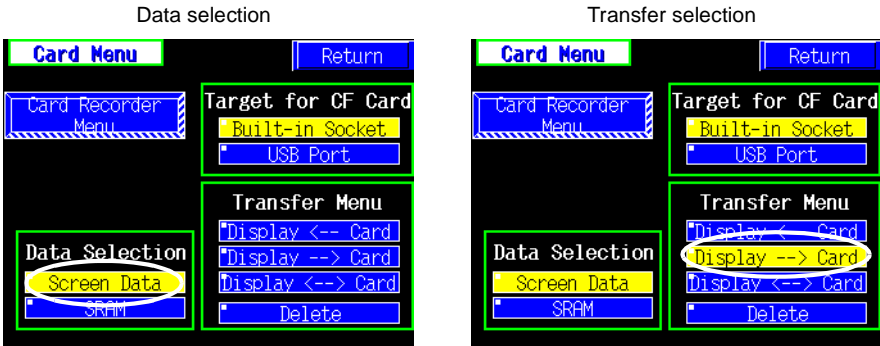 Data selection
Card Menu
Return
Card Recorder
Menu
Target for CF Card
Built-in Socket
USB Port
Transfer Menu
Display <-- Card
Display --> Card
Display <--> Card
Delete
Data Selection
Screen Data
SRAM
Transfer selection
Card Menu
Return
Card Recorder
Menu
Target for CF Card
Built-in Socket
USB Port
Transfer Menu
Display <-- Card
Display --> Card
Display <--> Card
Delete
Data Selection
Screen Data
SRAM